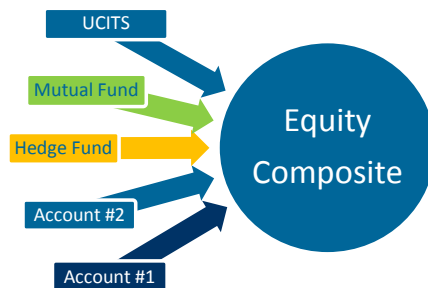 UCITS
Mutual Fund
Hedge Fund
Account #2
Account #1
Equity
Composite